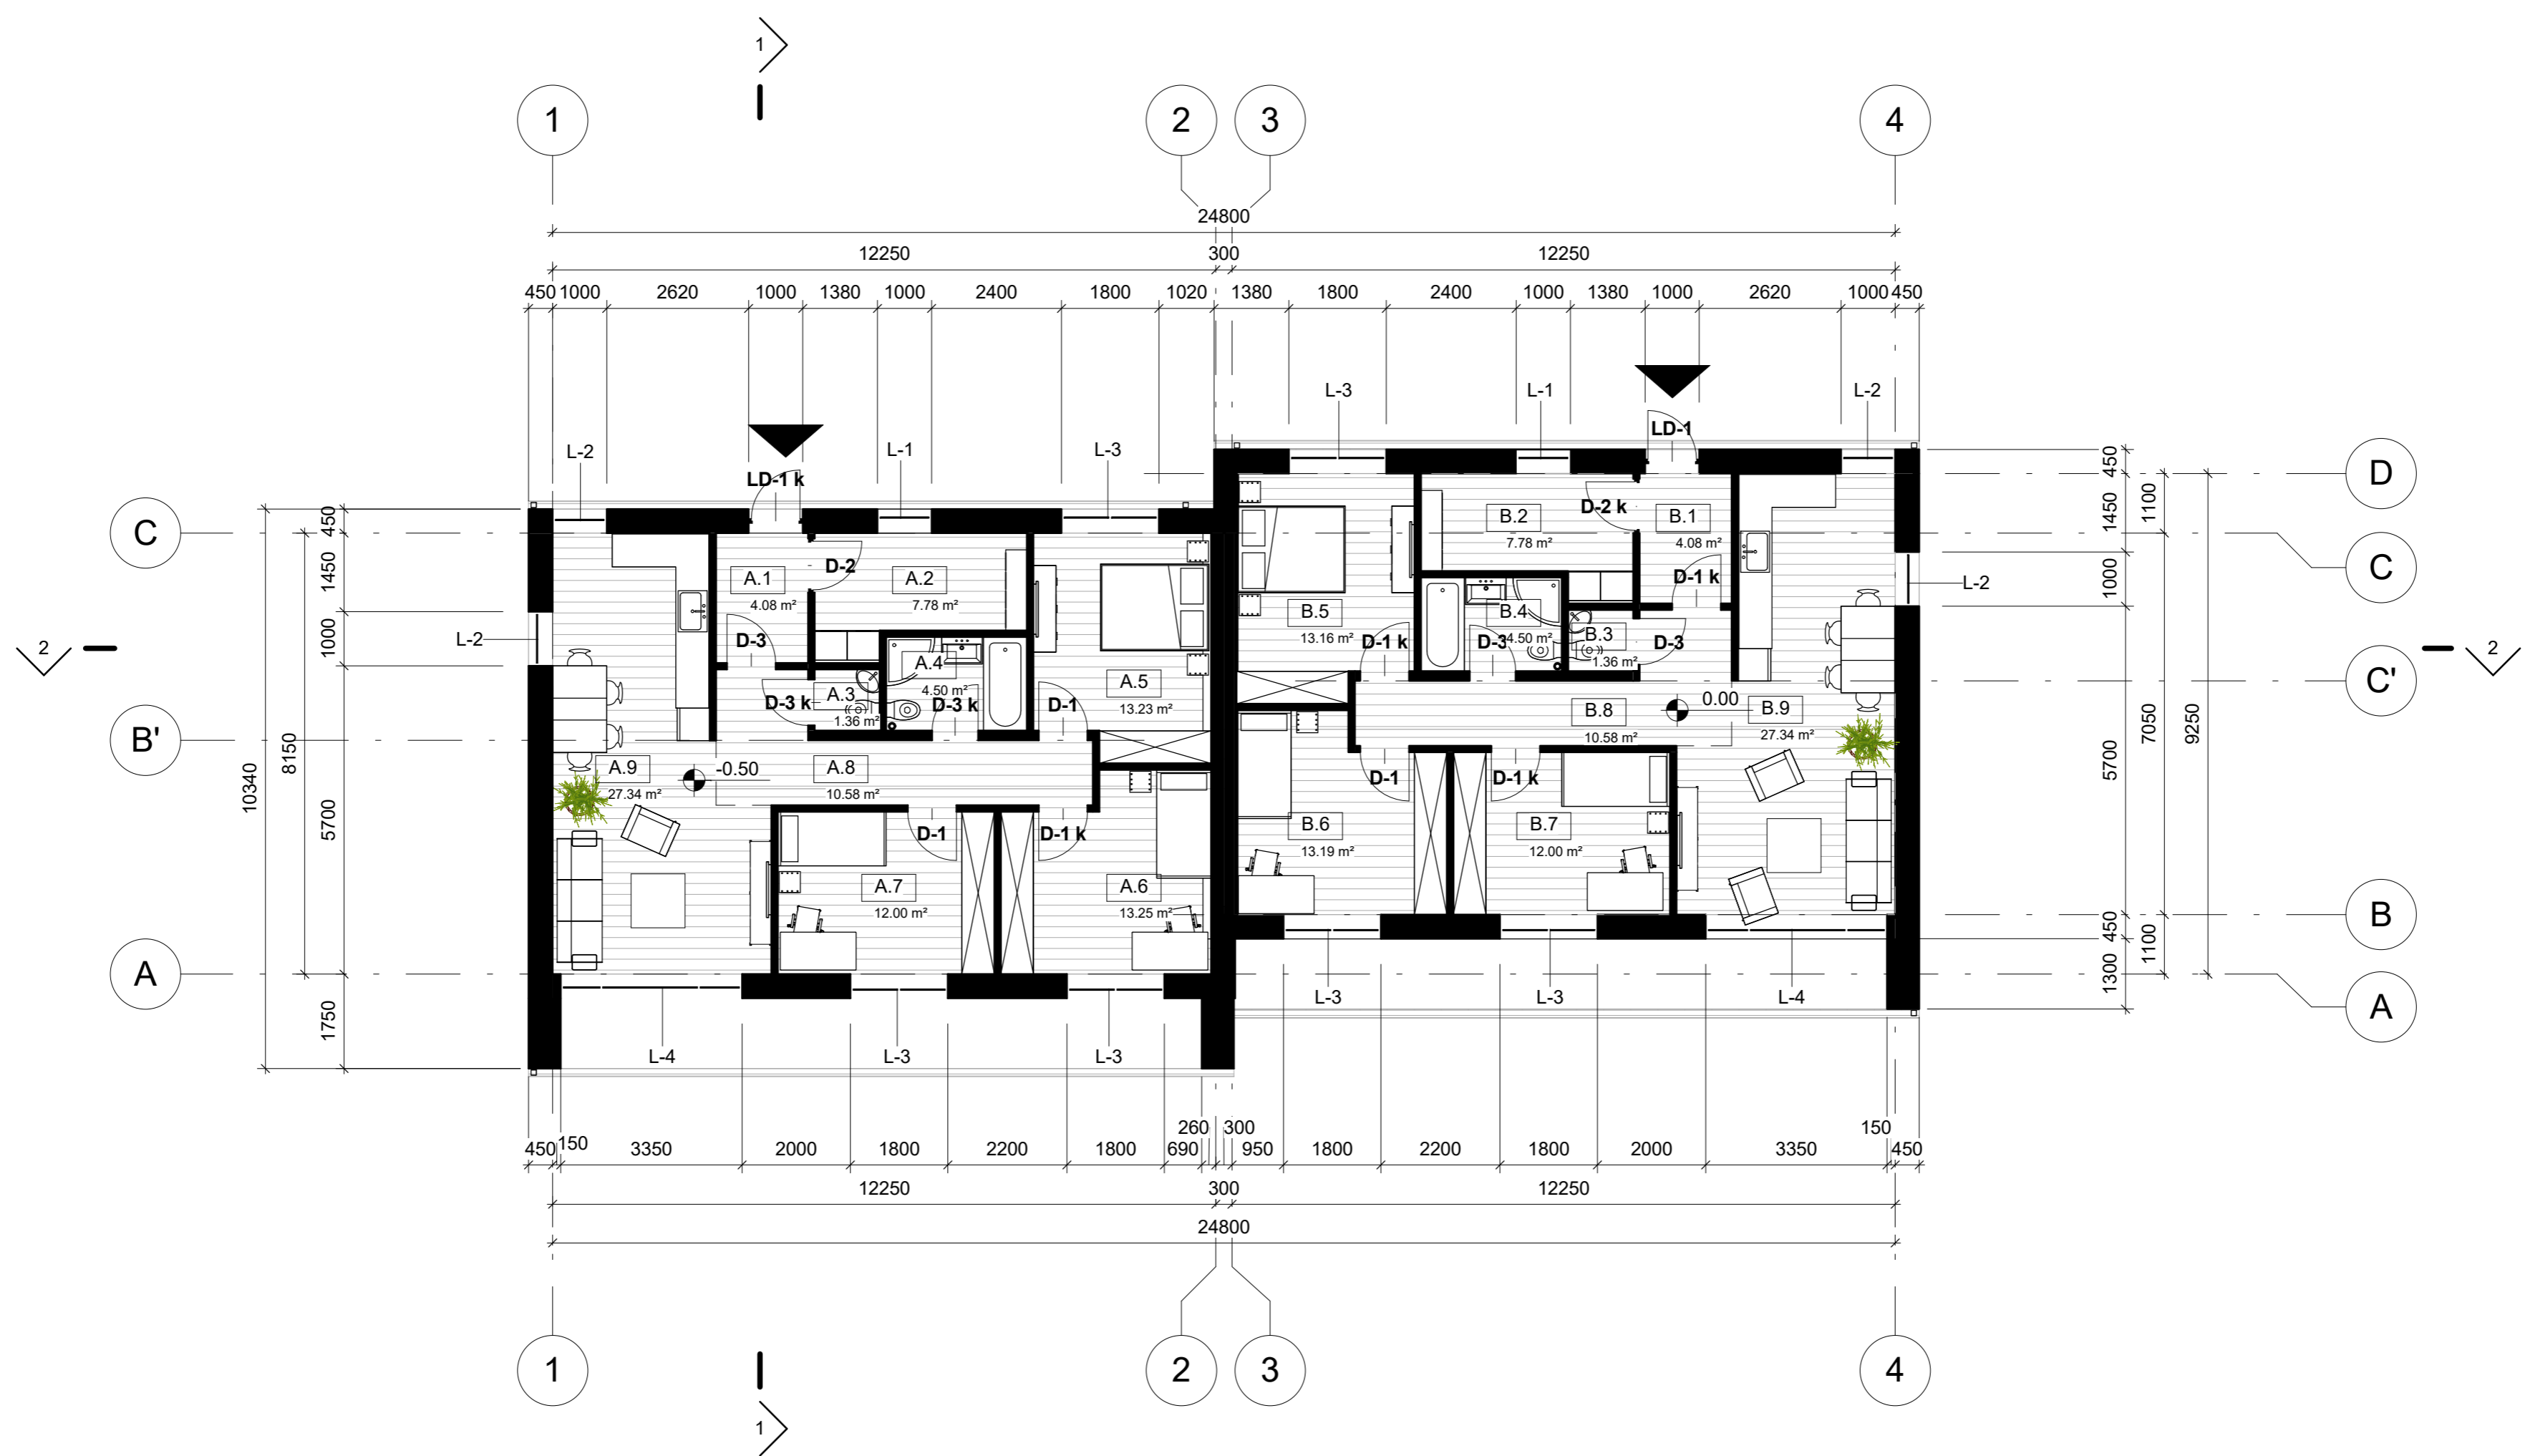 1
1
2
3
4
24800
12250
300
12250
450
1000
2620
1000
1380
1000
2400
1800
1020
1380
1800
2400
1000
1380
1000
2620
1000
450
L-3
L-1
L-2
LD-1
L-2
L-1
L-3
LD-1 k
D
C
C
C'
B'
B
A
A
2
2
10340
8150
450
1450
1000
5700
1750
450
1450
1000
5700
450
1300
1100
7050
1100
9250
L-2
L-2
A.1
4.08 m²
D-2
A.2
7.78 m²
D-3
A.3
1.36 m²
D-3 k
A.4
4.50 m²
D-3 k
A.5
13.23 m²
D-1
A.9
27.34 m²
-0.50
A.8
10.58 m²
D-1
D-1 k
A.7
12.00 m²
A.6
13.25 m²
B.2
7.78 m²
D-2 k
B.1
4.08 m²
D-1 k
B.5
13.16 m²
D-1 k
B.4
4.50 m²
D-3
B.3
1.36 m²
D-3
B.8
10.58 m²
0.00
B.9
27.34 m²
D-1
D-1 k
B.6
13.19 m²
B.7
12.00 m²
L-3
L-3
L-4
L-4
L-3
L-3
450
150
3350
2000
1800
2200
1800
690
260
300
950
1800
2200
1800
2000
3350
150
450
12250
300
12250
24800
1
2
3
4
1